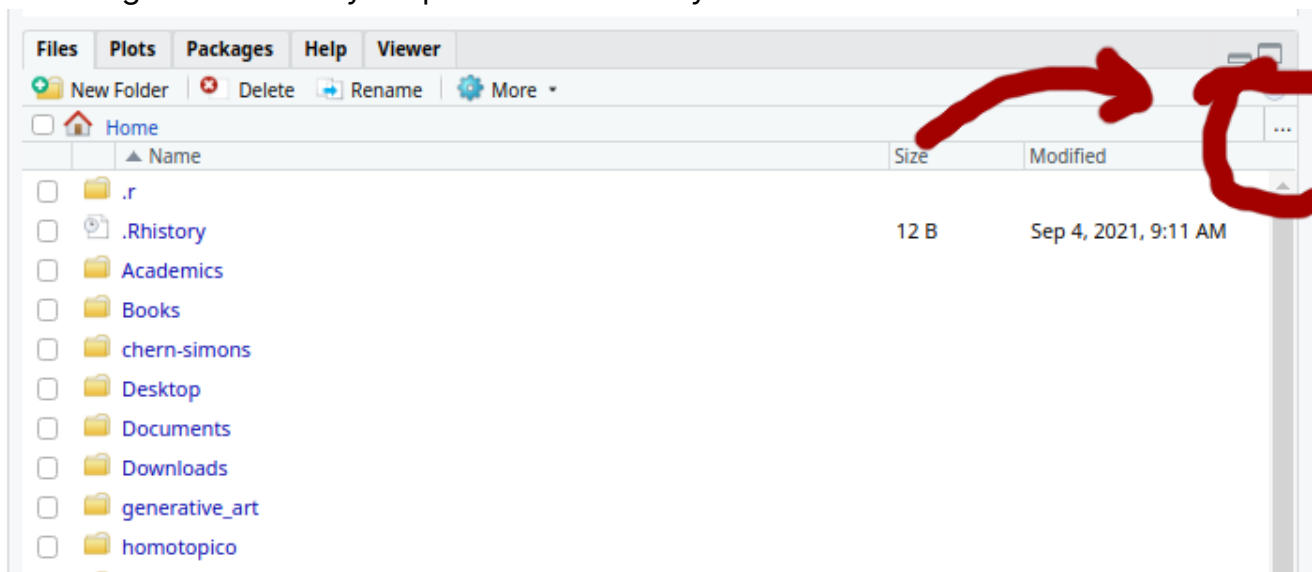 Files Plots Packages Help Viewer
New Folder Delete Rename More
Home ...
Name Size Modified
.r
.Rhistory 12 B Sep 4, 2021, 9:11 AM
Academics
Books
chern-simons
Desktop
Documents
Downloads
generative_art
homotopico